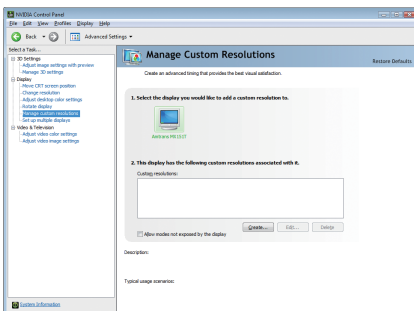 NVIDIA Control Panel
File Edit View Profiles Display Help
Back Advanced Settings
Select a Task...
3D Settings
Adjust image settings with preview
Manage 3D settings
Display
Move CRT screen position
Change resolution
Adjust desktop color settings
Rotate display
Manage custom resolutions
Set up multiple displays
Video & Television
Adjust video color settings
Adjust video image settings
System Information
Manage Custom Resolutions
Restore Defaults
Create an advanced timing that provides the best visual satisfaction
1. Select the display you would like to add a custom resolution to.
2. This display has the following custom resolutions associated with it.
Custom resolutions:
Create... Edit... Delete
Allow modes not exposed by the display
Description:
Typical usage scenarios: